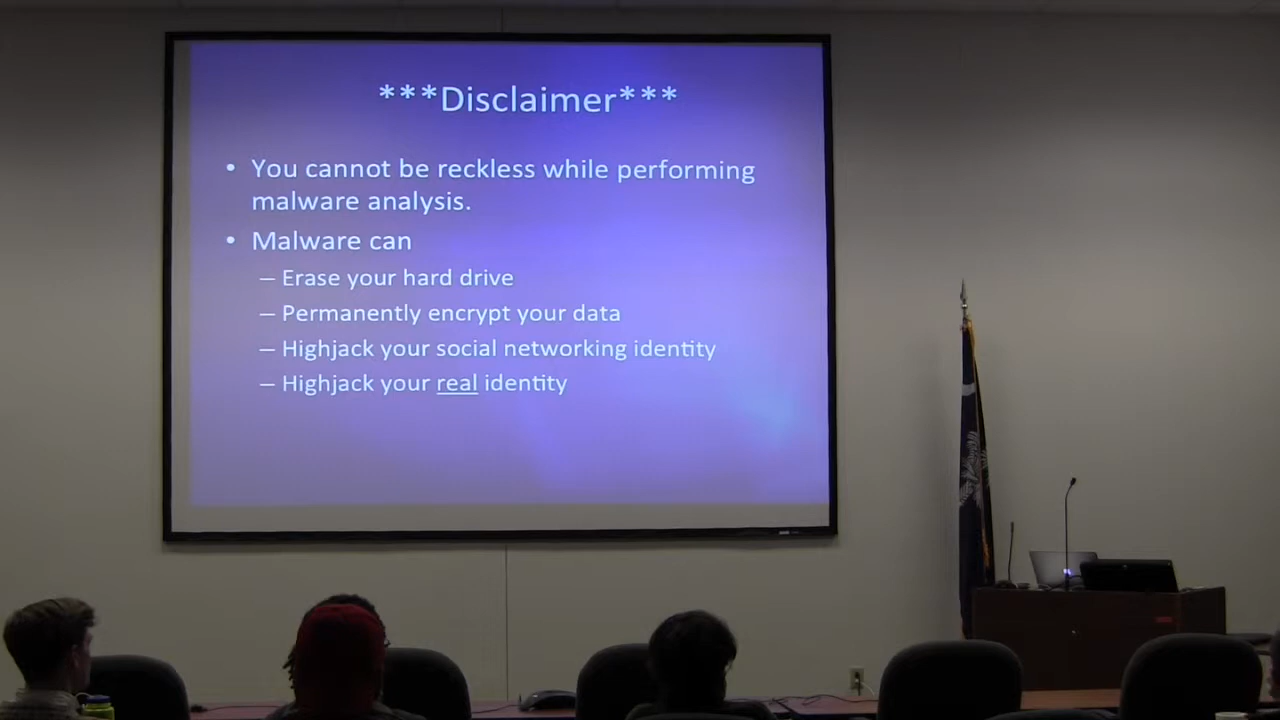 ***Disclaimer***
• You cannot be reckless while performing
malware analysis.
• Malware can
– Erase your hard drive
– Permanently encrypt your data
– Highjack your social networking identity
– Highjack your real identity